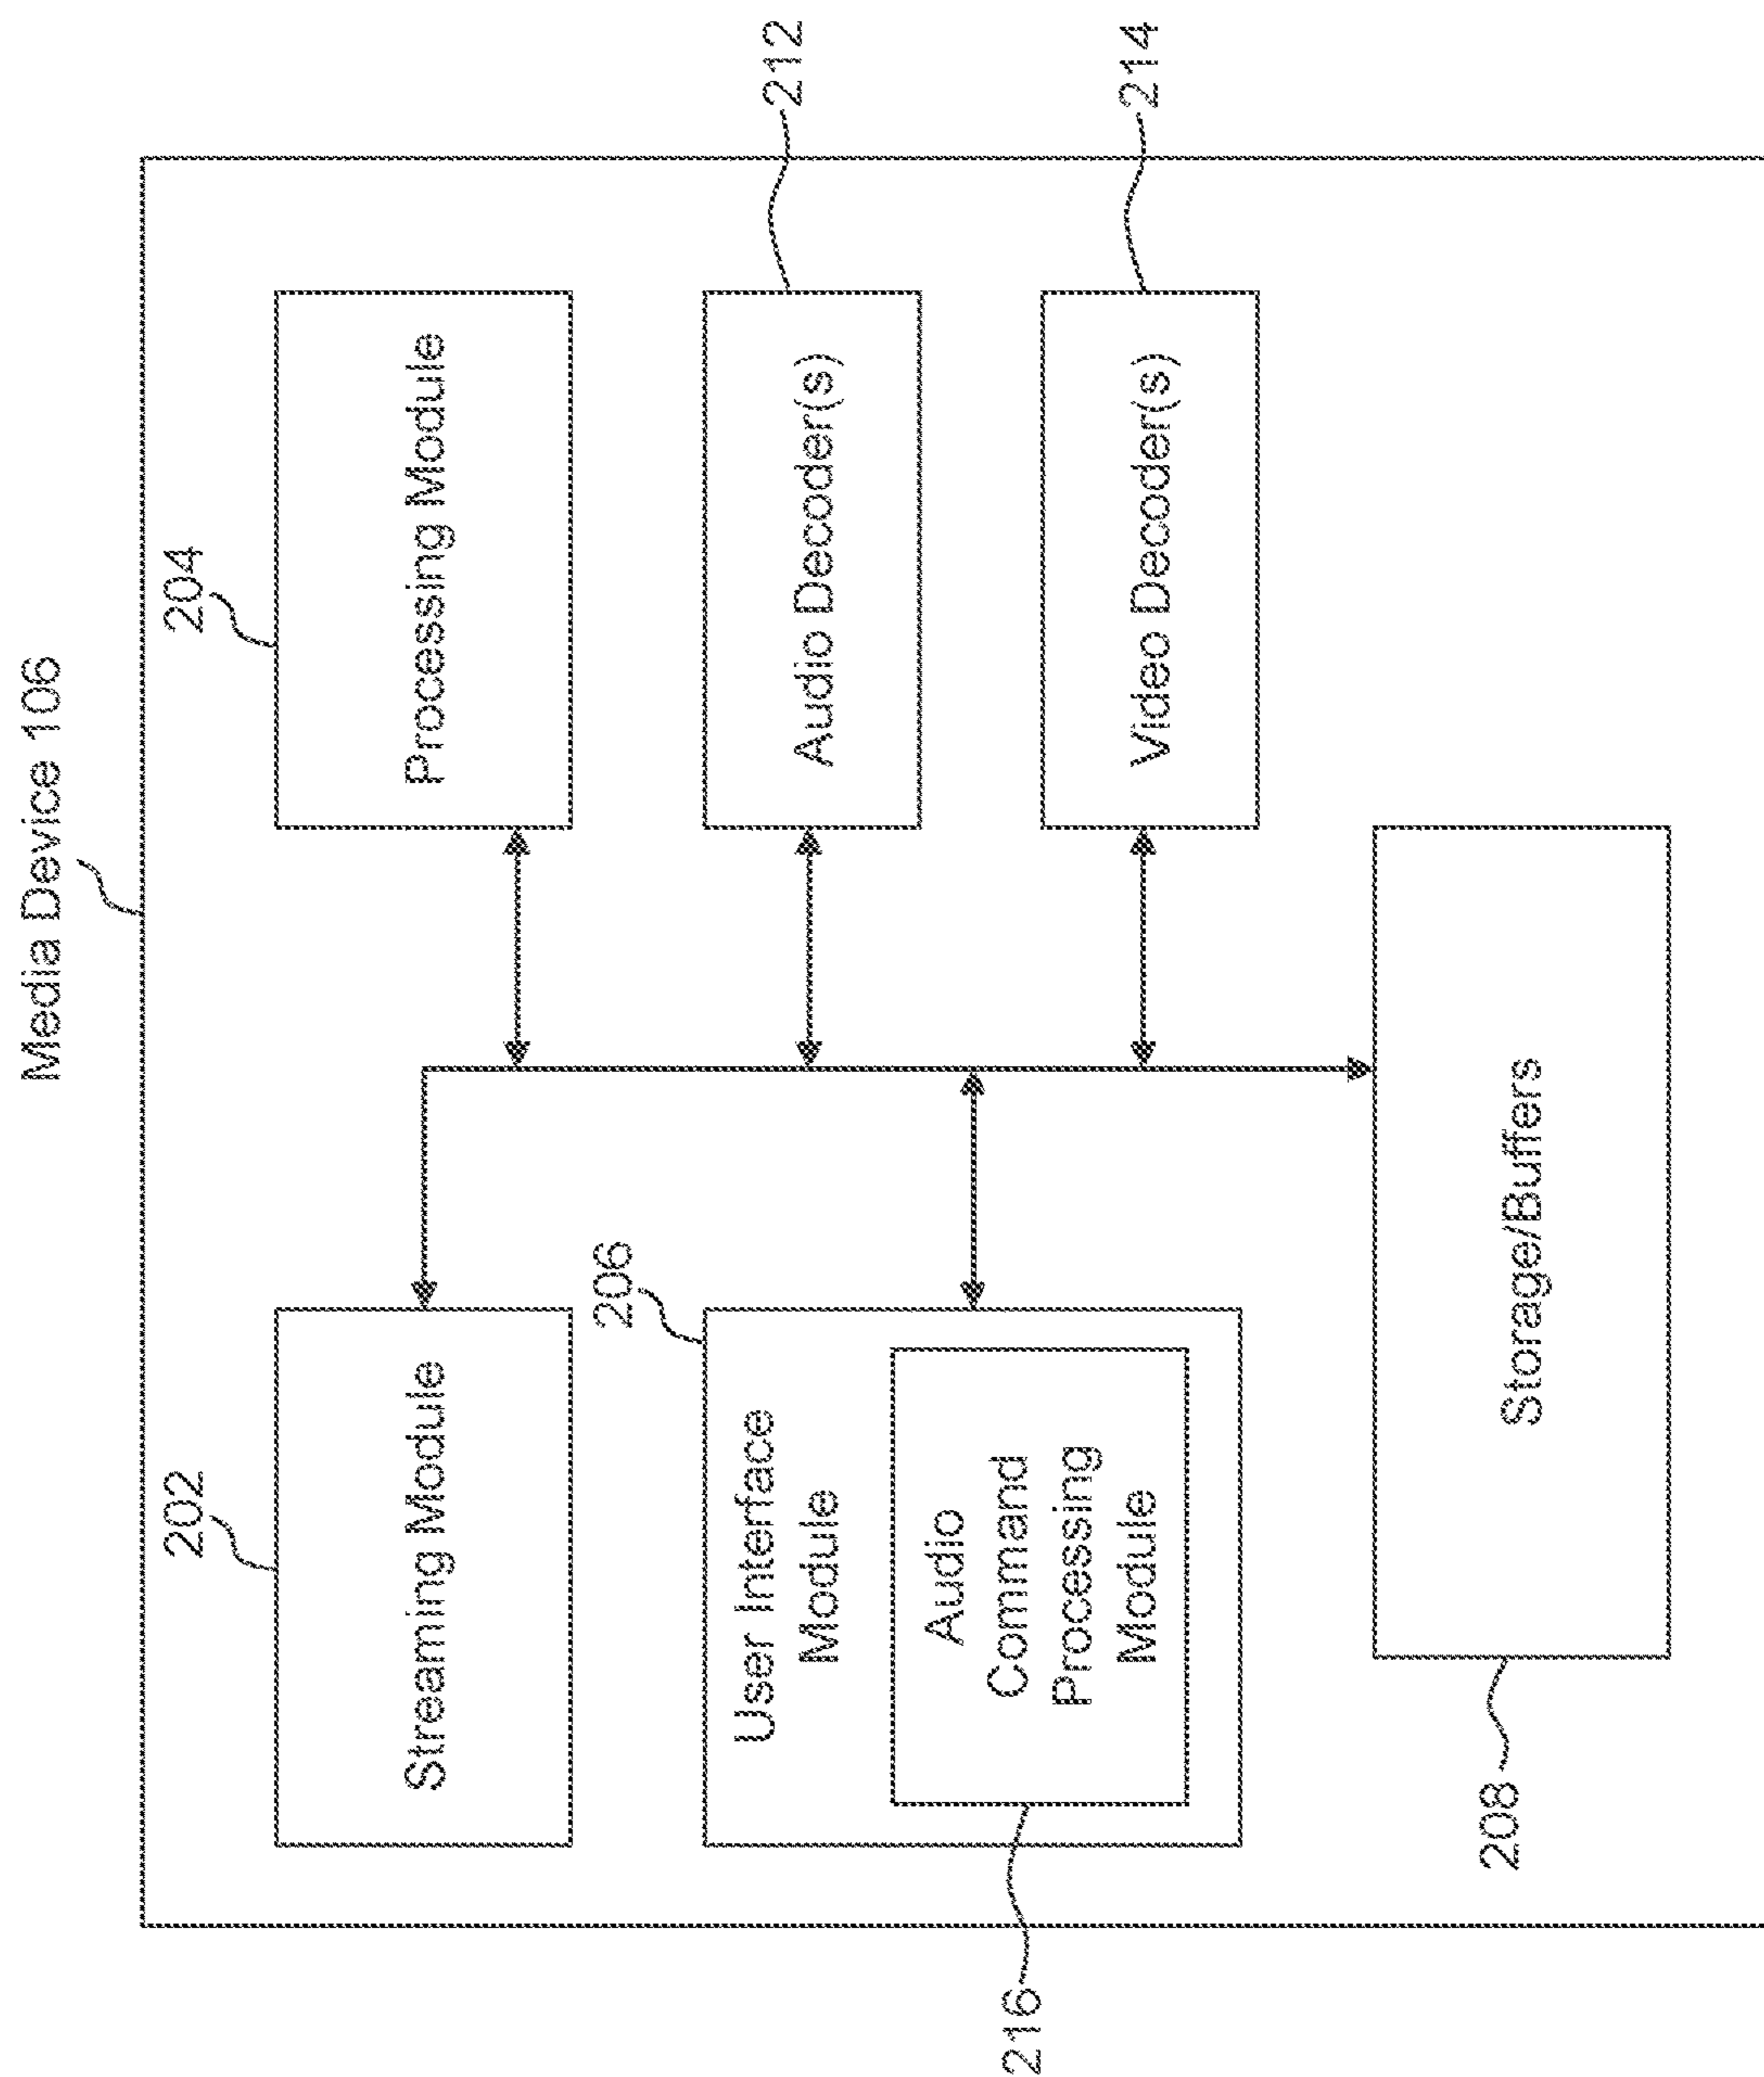 Media Device 106
202
204
Streaming Module
Processing Module
206
User Interface
Module
Audio
Command
Processing
Module
216
Audio Decoder(s)
212
Video Decoder(s)
214
Storage/Buffers
208